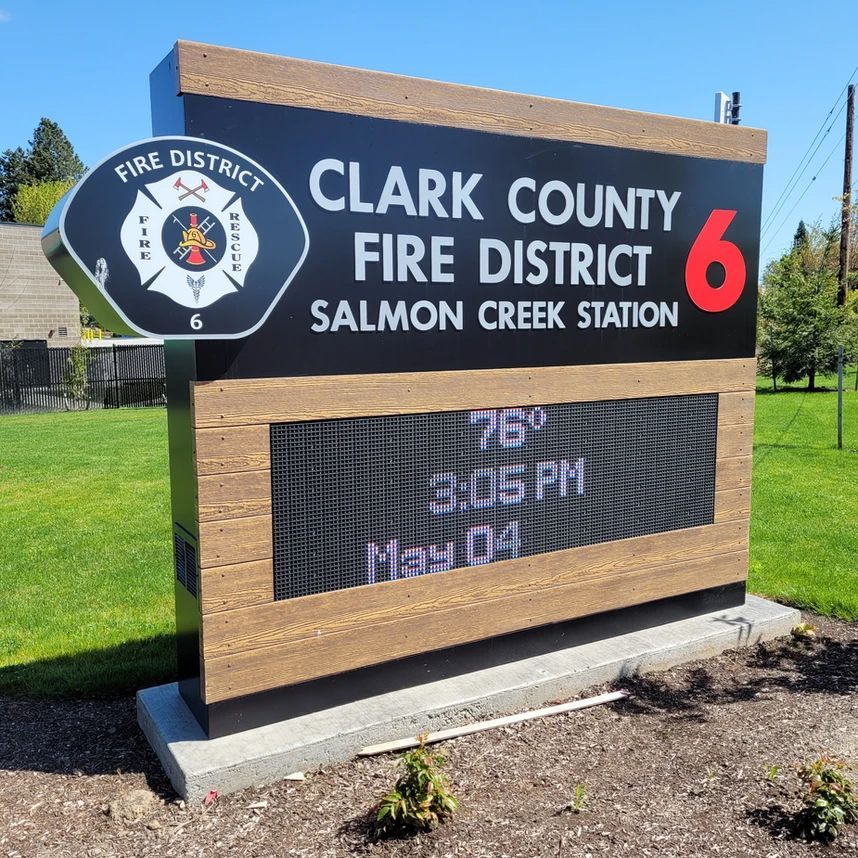 FIRE DISTRICT
FIRE
RESCUE
6
CLARK COUNTY
FIRE DISTRICT
6
SALMON CREEK STATION
76°
3:05 PM
May 04